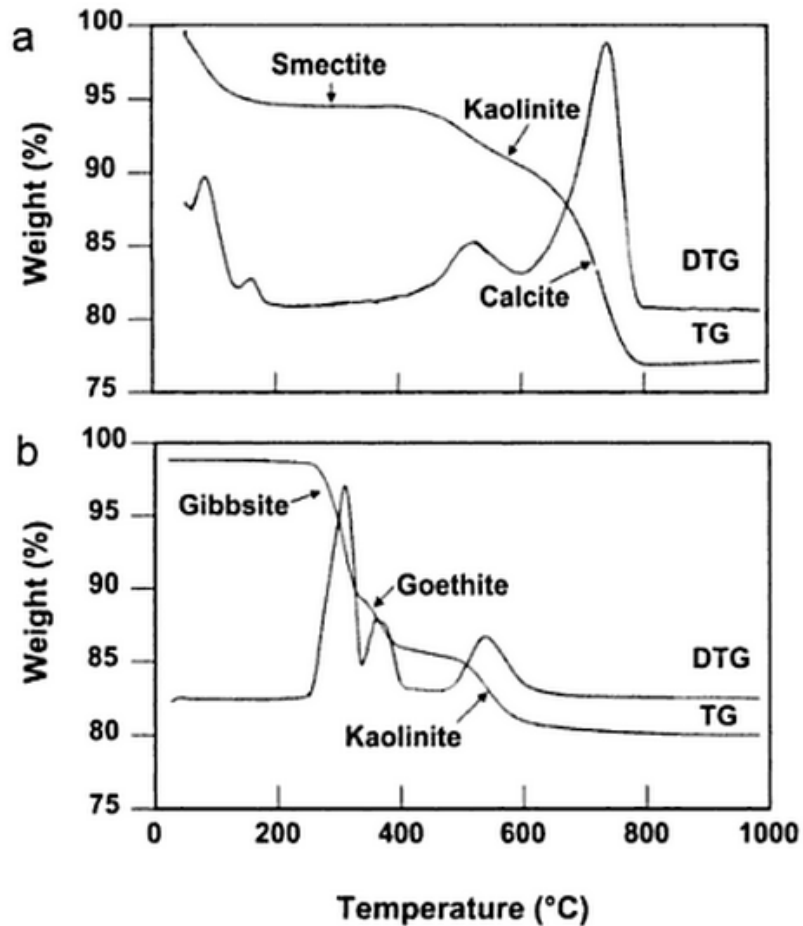 a
100
95
90
85
80
75
Weight (%)
Smectite
Kaolinite
Calcite
DTG
TG
b
100
95
90
85
80
75
Weight (%)
Gibbsite
Goethite
Kaolinite
DTG
TG
0 200 400 600 800 1000
Temperature (°C)